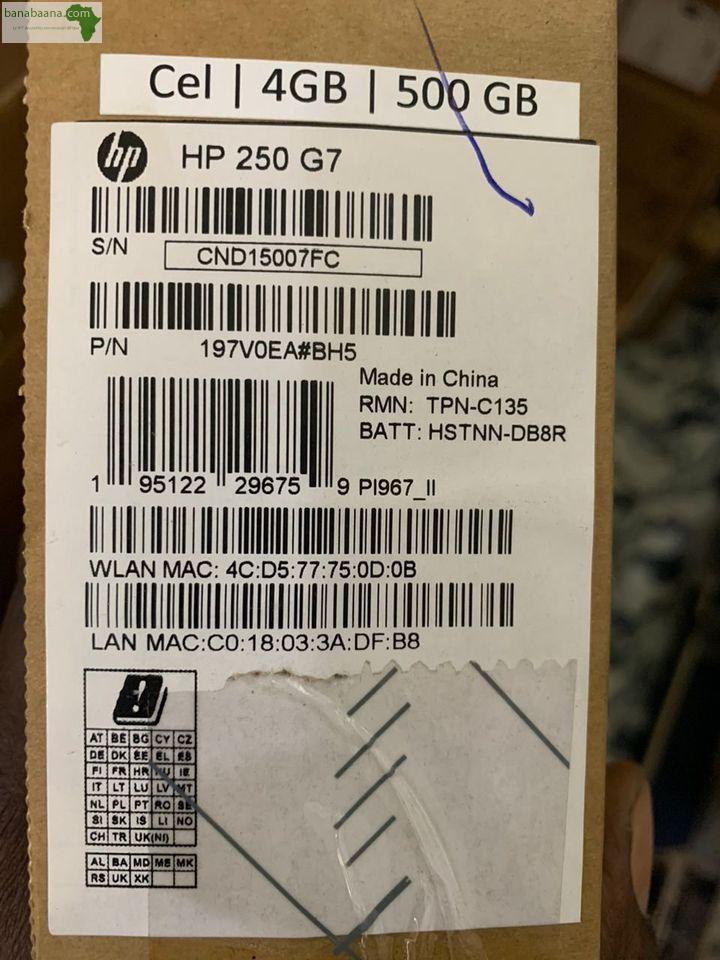 banabaana.com
Cel | 4GB | 500 GB
hp HP 250 G7
S/N CND15007FC
P/N 197V0EA#BH5
Made in China
RMN: TPN-C135
BATT: HSTNN-DB8R
1 95122 29675 9 PI967_II
WLAN MAC: 4C:D5:77:75:0D:0B
LAN MAC:C0:18:03:3A:DF:B8
AT BE BG CY CZ
DE DK EE EL ES
FI FR HR HU IE
IT LT LU LV MT
NL PL PT RO SE
SI SK IS LI NO
CH TR UK(NI)
AL BA MD ME MK
RS UK XK